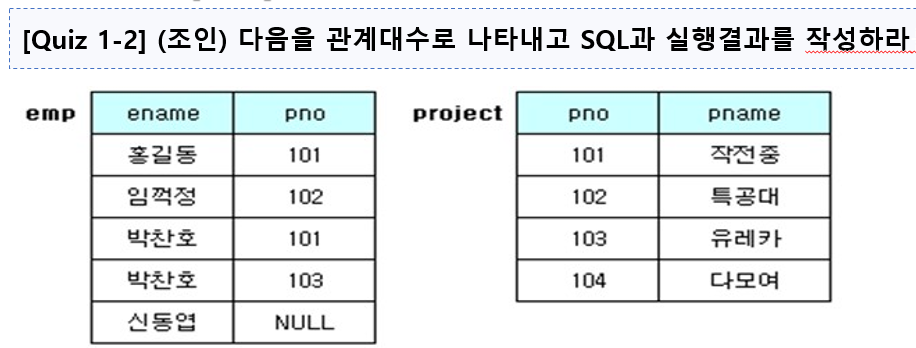 [Quiz 1-2] (조인) 다음을 관계대수로 나타내고 SQL과 실행결과를 작성하라
emp
ename pno
홍길동 101
임꺽정 102
박찬호 101
박찬호 103
신동엽 NULL
project
pno pname
101 작전중
102 특공대
103 유레카
104 다모여